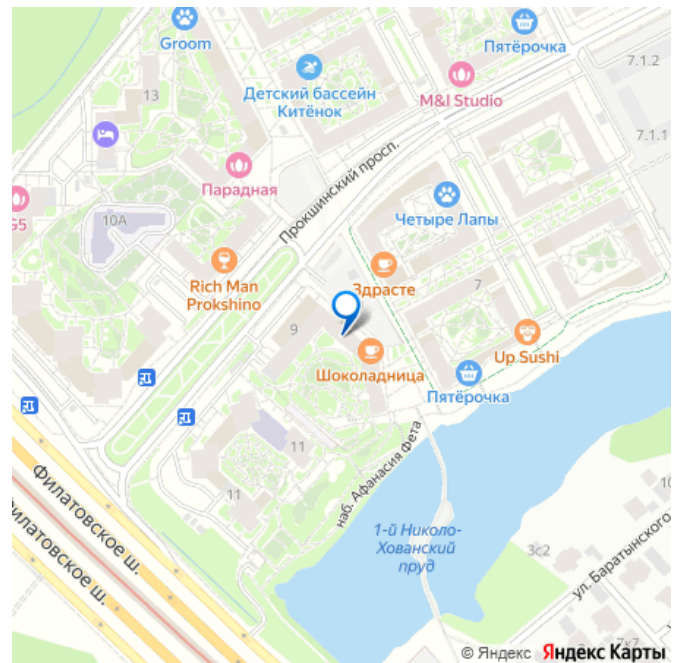 Groom
Пятёрочка
7.1.2
Детский бассейн
Китёнок
M&I Studio
13
7.1.1
Парадная
Прокшинский просп.
Четыре Лапы
10А
Rich Man
Prokshino
Здрасте
7
9
Шоколадница
Up Sushi
Пятёрочка
11
11
наб. Афанасия Фета
Филатовское ш.
Филатовское ш.
1-й Николо-
Хованский
пруд
3с2
ул. Баратынского
© Яндекс Яндекс Карты